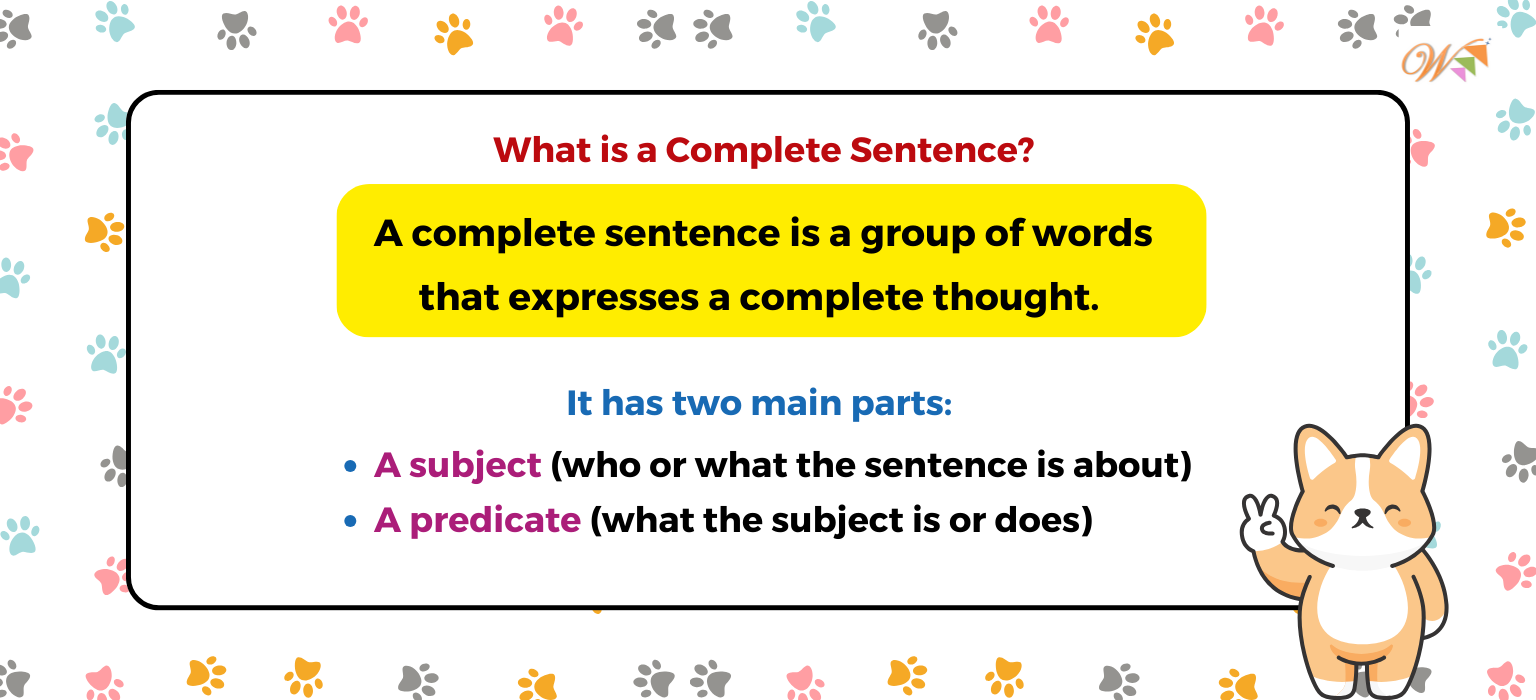 W
What is a Complete Sentence?
A complete sentence is a group of words
that expresses a complete thought.
It has two main parts:
• A subject (who or what the sentence is about)
• A predicate (what the subject is or does)